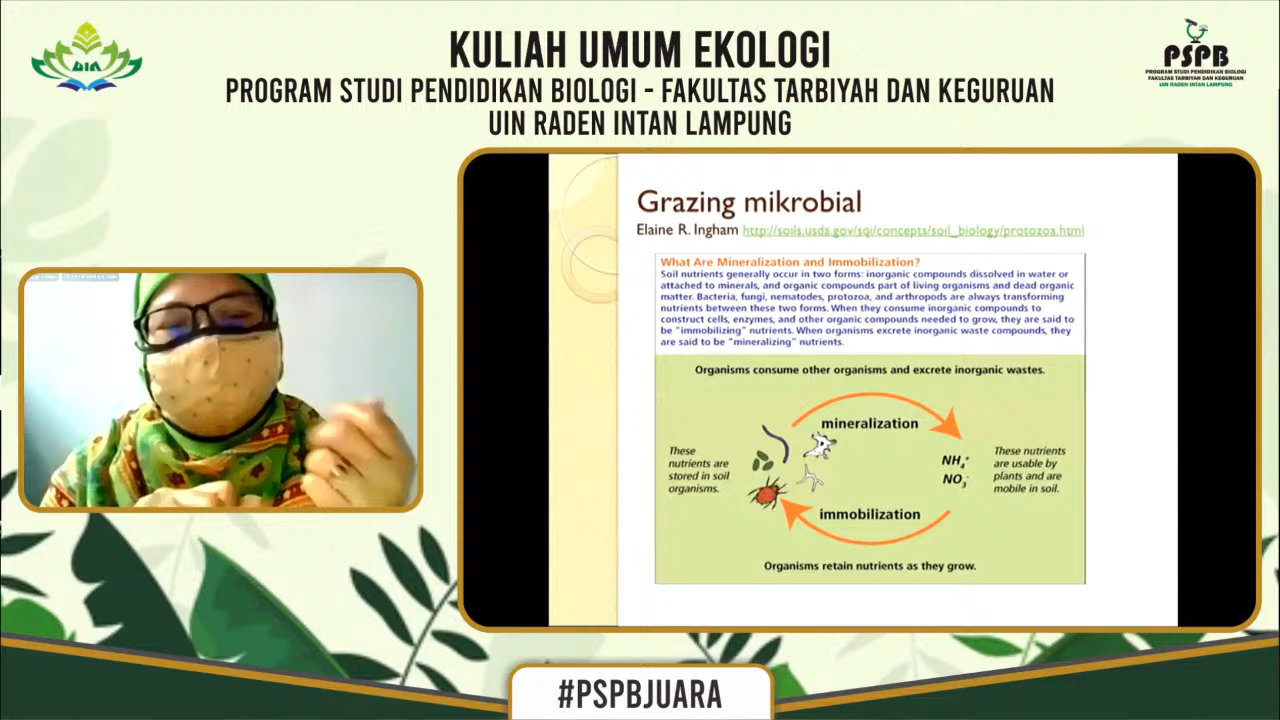 KULIAH UMUM EKOLOGI
PROGRAM STUDI PENDIDIKAN BIOLOGI - FAKULTAS TARBIYAH DAN KEGURUAN
UIN RADEN INTAN LAMPUNG
UIN
PSPB
PROGRAM STUDI PENDIDIKAN BIOLOGI
FAKULTAS TARBIYAH DAN KEGURUAN
UIN RADEN INTAN LAMPUNG
Grazing mikrobial
Elaine R. Ingham http://soils.usda.gov/sqi/concepts/soil_biology/protozoa.html
What Are Mineralization and Immobilization?
Soil nutrients generally occur in two forms: inorganic compounds dissolved in water or
attached to minerals, and organic compounds part of living organisms and dead organic
matter. Bacteria, fungi, nematodes, protozoa, and arthropods are always transforming
nutrients between these two forms. When they consume inorganic compounds to
construct cells, enzymes, and other organic compounds needed to grow, they are said to
be "immobilizing" nutrients. When organisms excrete inorganic waste compounds, they
are said to be "mineralizing" nutrients.
Organisms consume other organisms and excrete inorganic wastes.
mineralization
These
nutrients are
stored in soil
organisms.
NH₄⁺
NO₃⁻
These nutrients
are usable by
plants and are
mobile in soil.
immobilization
Organisms retain nutrients as they grow.
#PSPBJUARA